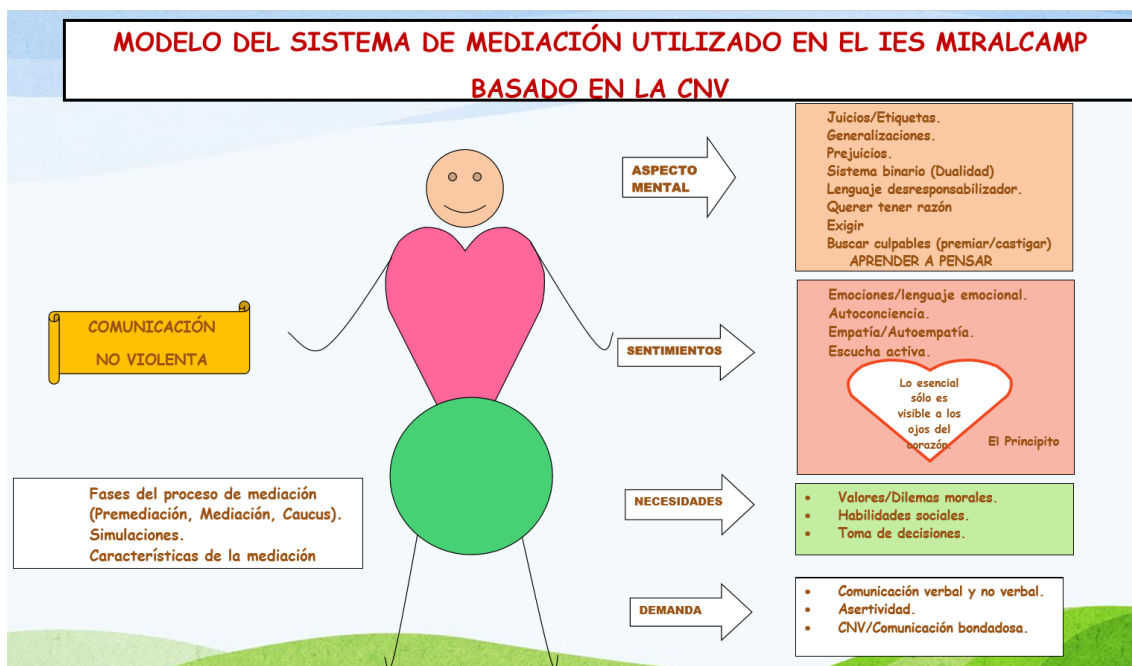 MODELO DEL SISTEMA DE MEDIACIÓN UTILIZADO EN EL IES MIRALCAMP
BASADO EN LA CNV
COMUNICACIÓN
NO VIOLENTA
Fases del proceso de mediación
(Premediación, Mediación, Caucus).
Simulaciones.
Características de la mediación
ASPECTO
MENTAL
Juicios/Etiquetas.
Generalizaciones.
Prejuicios.
Sistema binario (Dualidad)
Lenguaje desresponsabilizador.
Querer tener razón
Exigir
Buscar culpables (premiar/castigar)
APRENDER A PENSAR
SENTIMIENTOS
Emociones/lenguaje emocional.
Autoconciencia.
Empatía/Autoempatía.
Escucha activa.
Lo esencial
sólo es
visible a los
ojos del
corazón.
El Principito
NECESIDADES
• Valores/Dilemas morales.
• Habilidades sociales.
• Toma de decisiones.
DEMANDA
• Comunicación verbal y no verbal.
• Asertividad.
• CNV/Comunicación bondadosa.